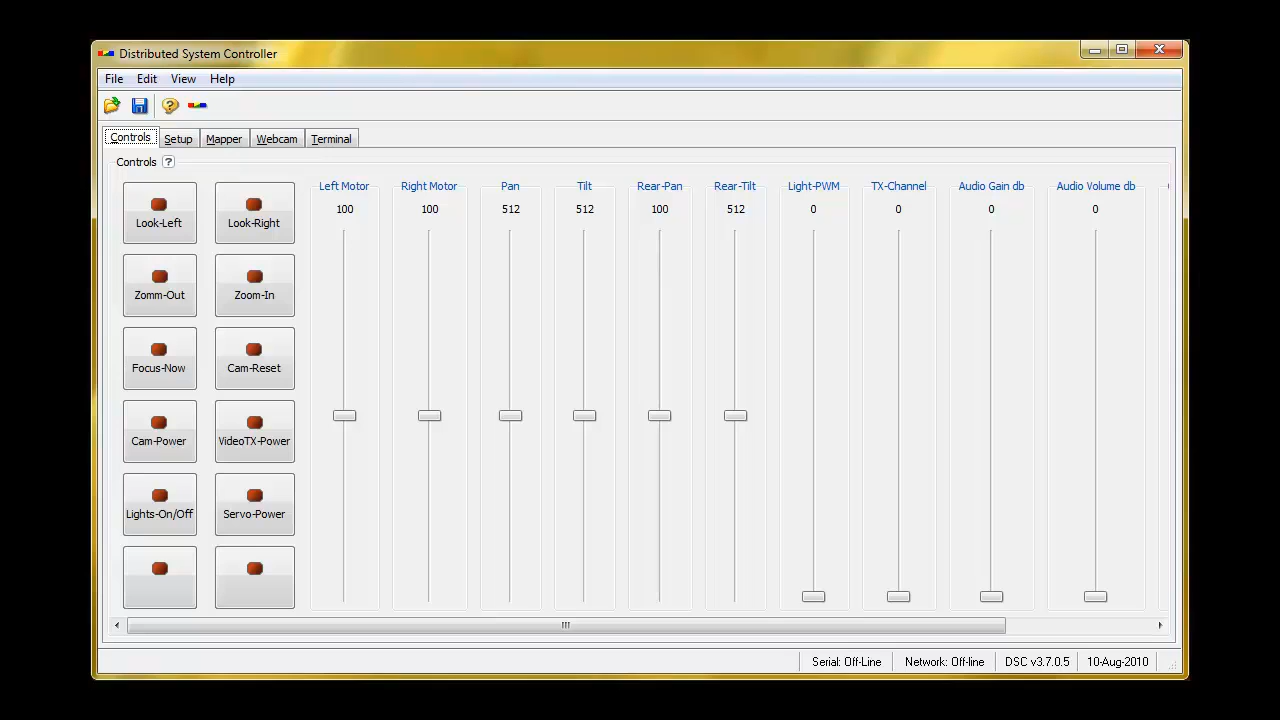 Distributed System Controller
File Edit View Help
Controls Setup Mapper Webcam Terminal
Controls ?
Look-Left Look-Right
Zomm-Out Zoom-In
Focus-Now Cam-Reset
Cam-Power VideoTX-Power
Lights-On/Off Servo-Power
Left Motor Right Motor Pan Tilt Rear-Pan Rear-Tilt Light-PWM TX-Channel Audio Gain db Audio Volume db
100 100 512 512 100 512 0 0 0 0
Serial: Off-Line Network: Off-line DSC v3.7.0.5 10-Aug-2010